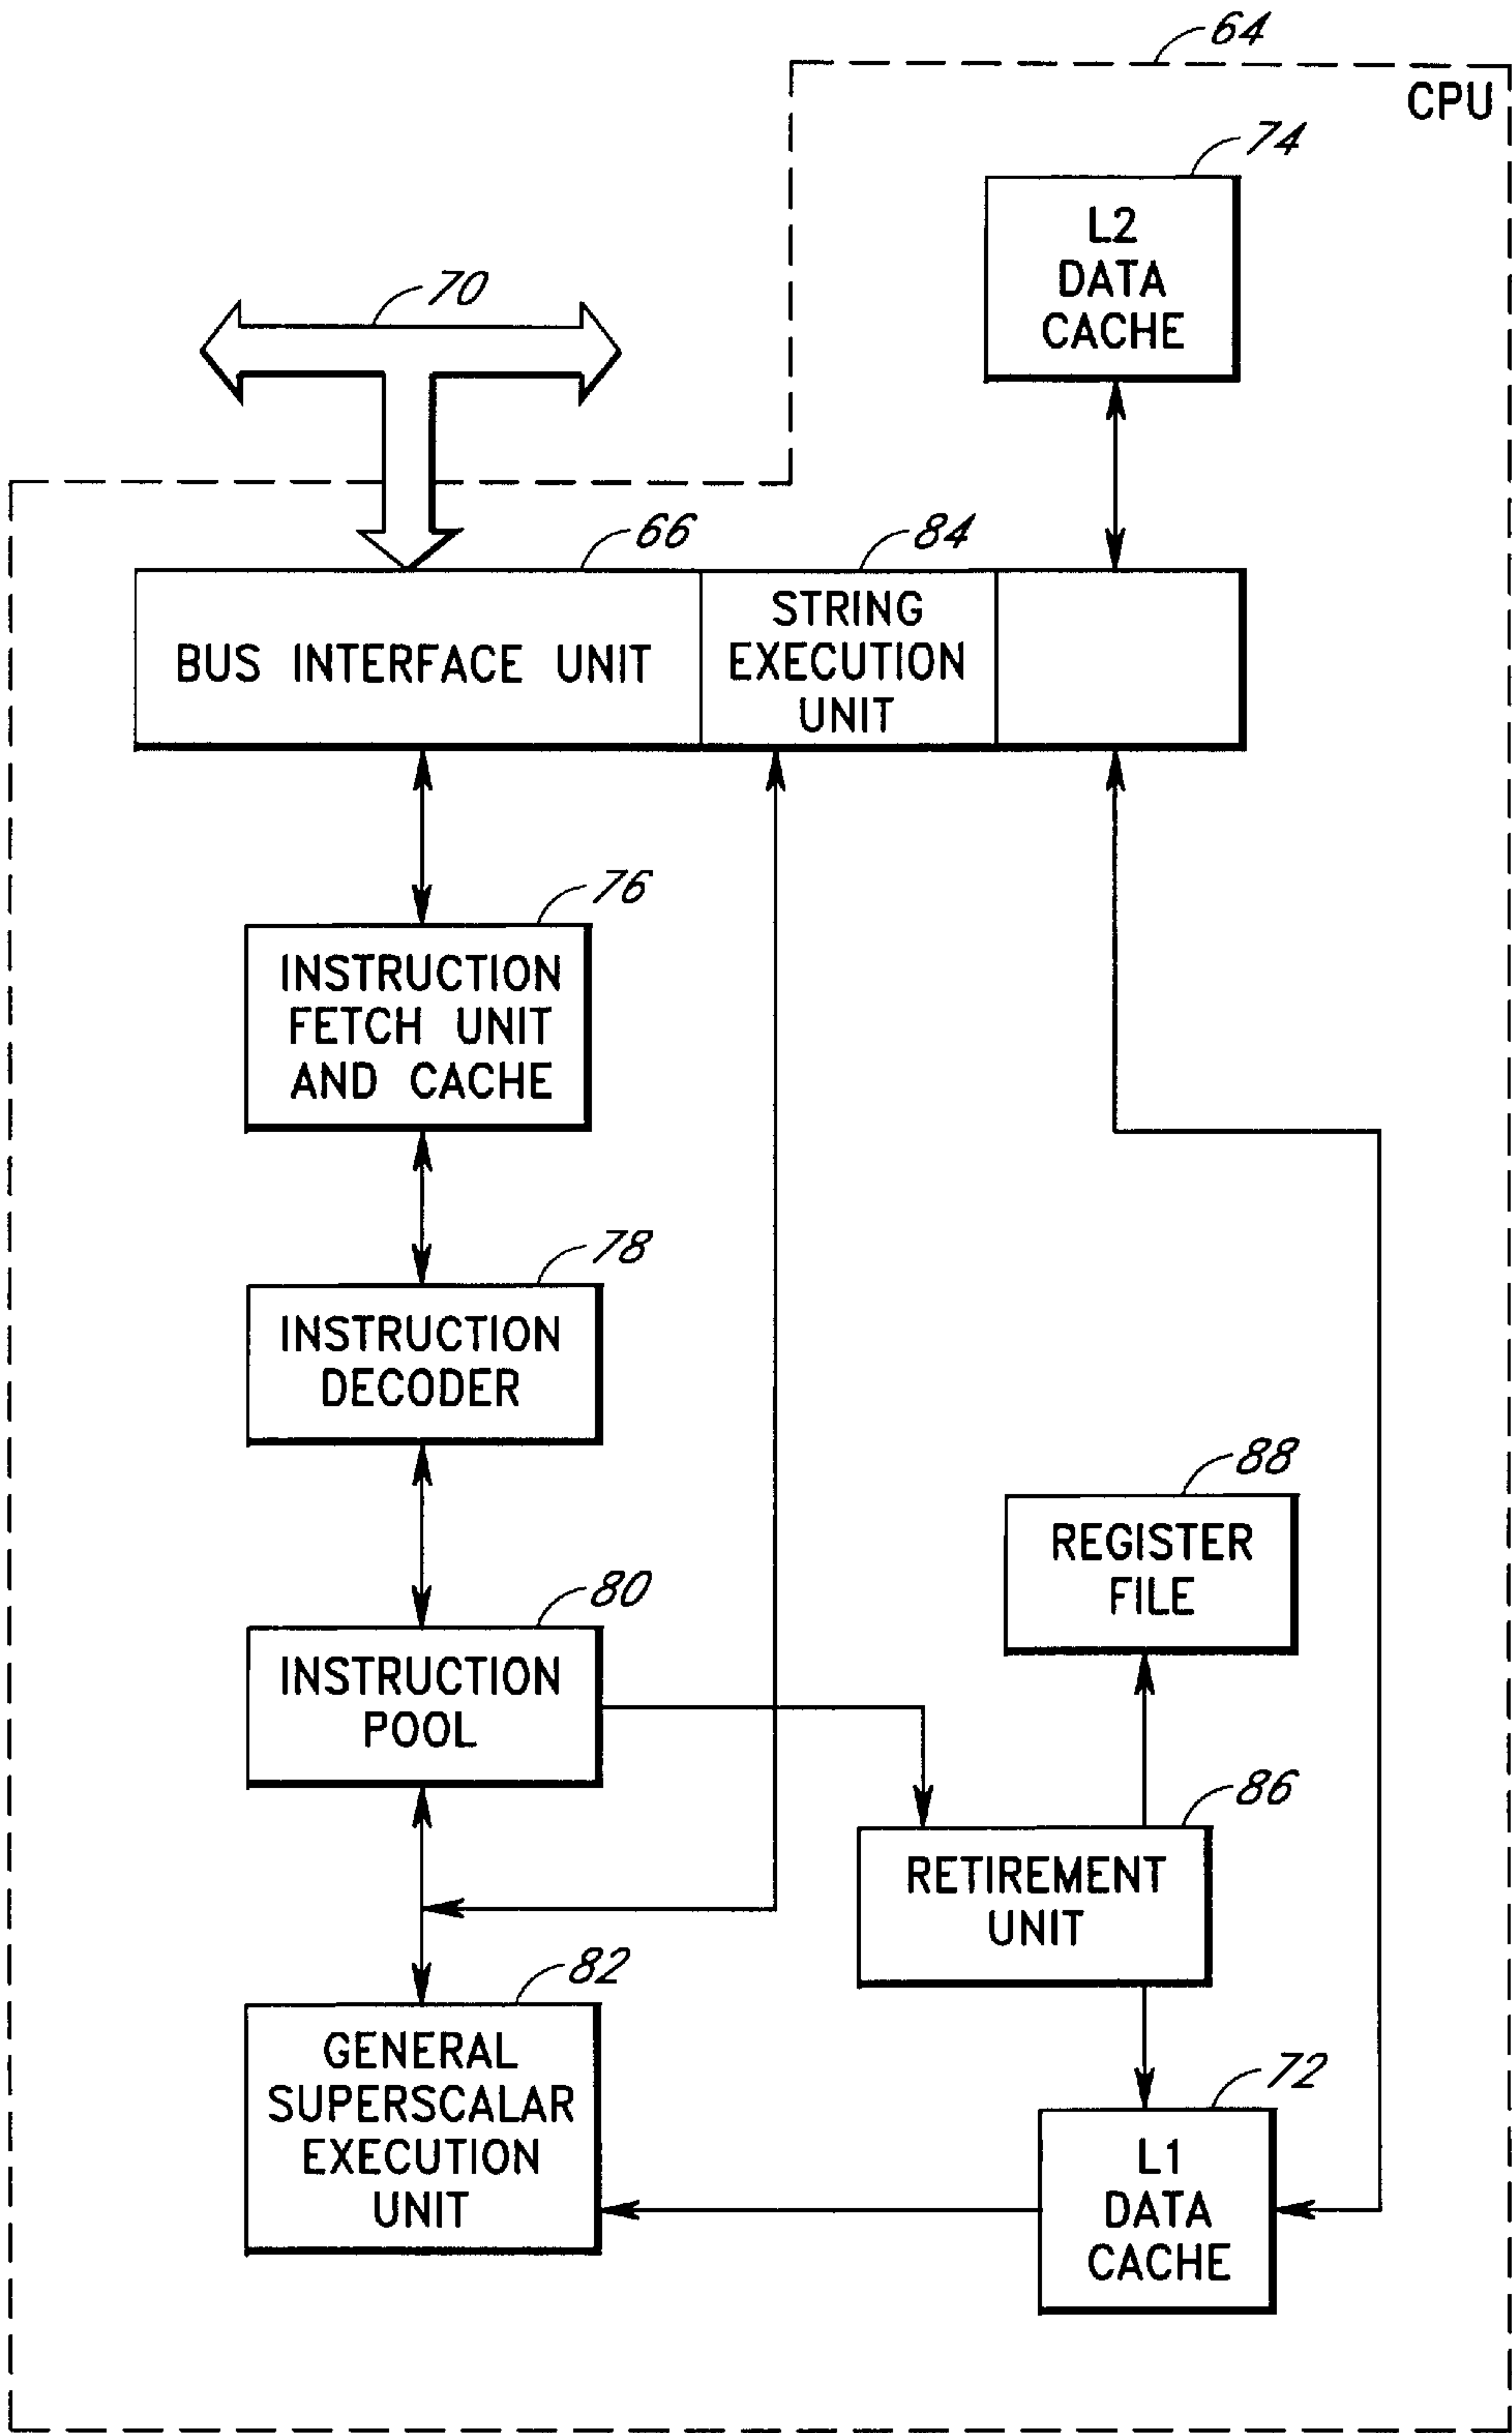 64
CPU
74
L2
DATA
CACHE
70
66
84
BUS INTERFACE UNIT
STRING
EXECUTION
UNIT
76
INSTRUCTION
FETCH UNIT
AND CACHE
78
INSTRUCTION
DECODER
88
REGISTER
FILE
80
INSTRUCTION
POOL
86
RETIREMENT
UNIT
82
GENERAL
SUPERSCALAR
EXECUTION
UNIT
72
L1
DATA
CACHE